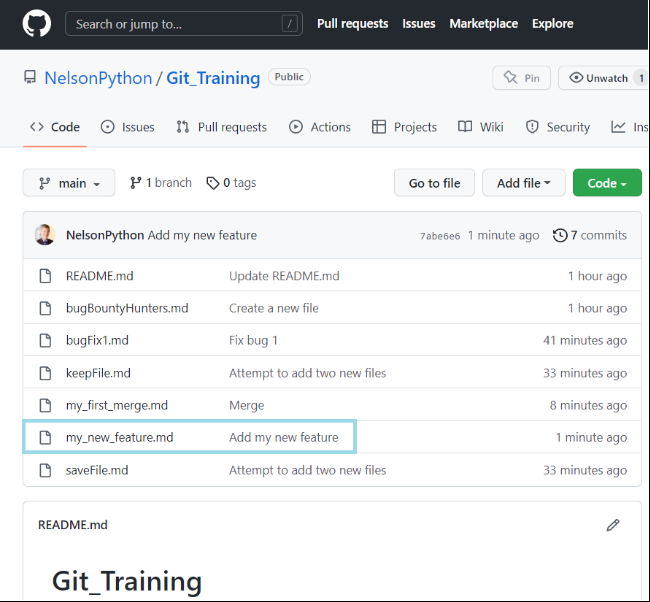 Search or jump to... / Pull requests Issues Marketplace Explore
NelsonPython / Git_Training Public Pin Unwatch 1
Code Issues Pull requests Actions Projects Wiki Security Ins
main 1 branch 0 tags Go to file Add file Code
NelsonPython Add my new feature 7abe6e6 1 minute ago 7 commits
README.md Update README.md 1 hour ago
bugBountyHunters.md Create a new file 1 hour ago
bugFix1.md Fix bug 1 41 minutes ago
keepFile.md Attempt to add two new files 33 minutes ago
my_first_merge.md Merge 8 minutes ago
my_new_feature.md Add my new feature 1 minute ago
saveFile.md Attempt to add two new files 33 minutes ago
README.md
Git_Training